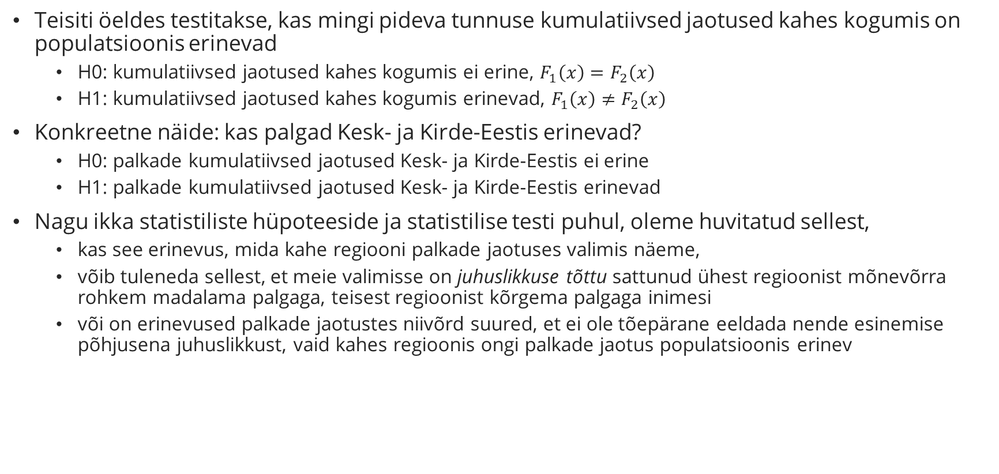 • Teisiti öeldes testitakse, kas mingi pideva tunnuse kumulatiivsed jaotused kahes kogumis on
populatsioonis erinevad
• H0: kumulatiivsed jaotused kahes kogumis ei erine, F₁(x) = F₂(x)
• H1: kumulatiivsed jaotused kahes kogumis erinevad, F₁(x) ≠ F₂(x)
• Konkreetne näide: kas palgad Kesk- ja Kirde-Eestis erinevad?
• H0: palkade kumulatiivsed jaotused Kesk- ja Kirde-Eestis ei erine
• H1: palkade kumulatiivsed jaotused Kesk- ja Kirde-Eestis erinevad
• Nagu ikka statistiliste hüpoteeside ja statistilise testi puhul, oleme huvitatud sellest,
• kas see erinevus, mida kahe regiooni palkade jaotuses valimis näeme,
• võib tuleneda sellest, et meie valimisse on juhuslikkuse tõttu sattunud ühest regioonist mõnevõrra
rohkem madalama palgaga, teisest regioonist kõrgema palgaga inimesi
• või on erinevused palkade jaotustes niivõrd suured, et ei ole tõepärane eeldada nende esinemise
põhjusena juhuslikkust, vaid kahes regioonis ongi palkade jaotus populatsioonis erinev